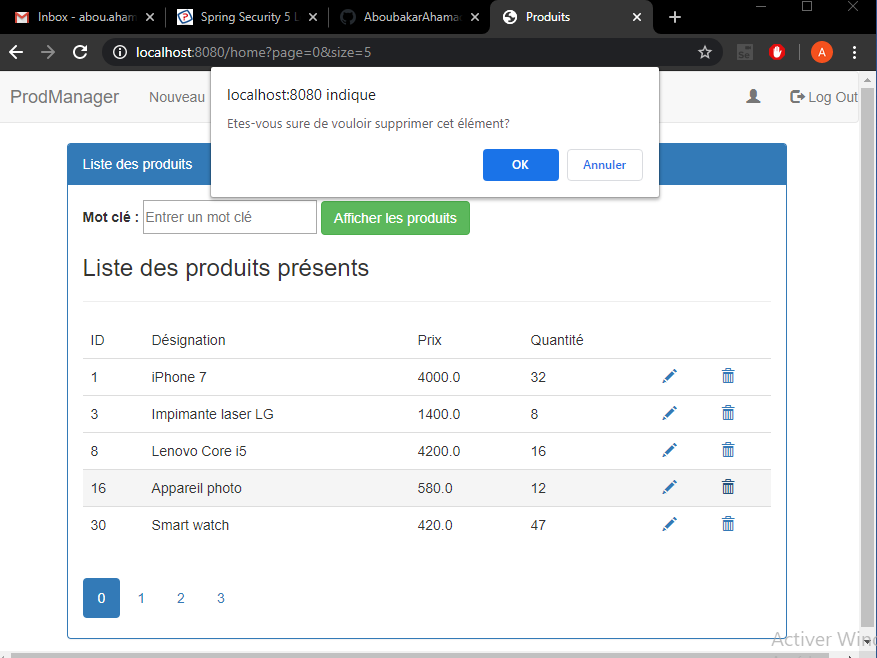 Inbox - abou.aham
Spring Security 5 L
AboubakarAhama
Produits
localhost:8080/home?page=0&size=5
A
ProdManager
Nouveau
Log Out
localhost:8080 indique
Etes-vous sure de vouloir supprimer cet élément?
OK
Annuler
Liste des produits
Mot clé :
Entrer un mot clé
Afficher les produits
Liste des produits présents
ID Désignation Prix Quantité
1 iPhone 7 4000.0 32
3 Impimante laser LG 1400.0 8
8 Lenovo Core i5 4200.0 16
16 Appareil photo 580.0 12
30 Smart watch 420.0 47
0 1 2 3
Activer Win